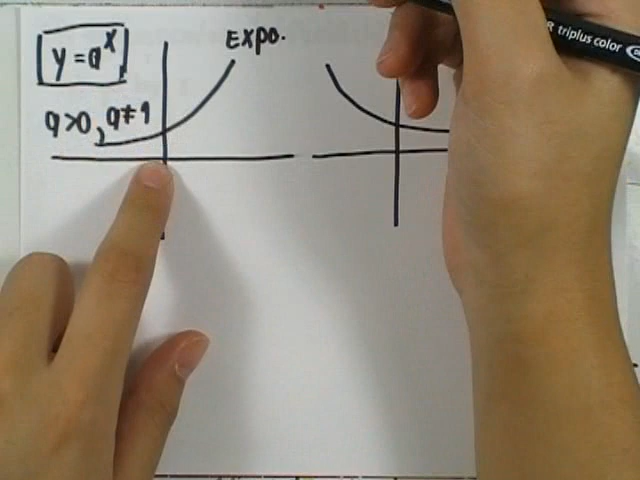 y = a^x
Expo.
a>0, a≠1
triplus color